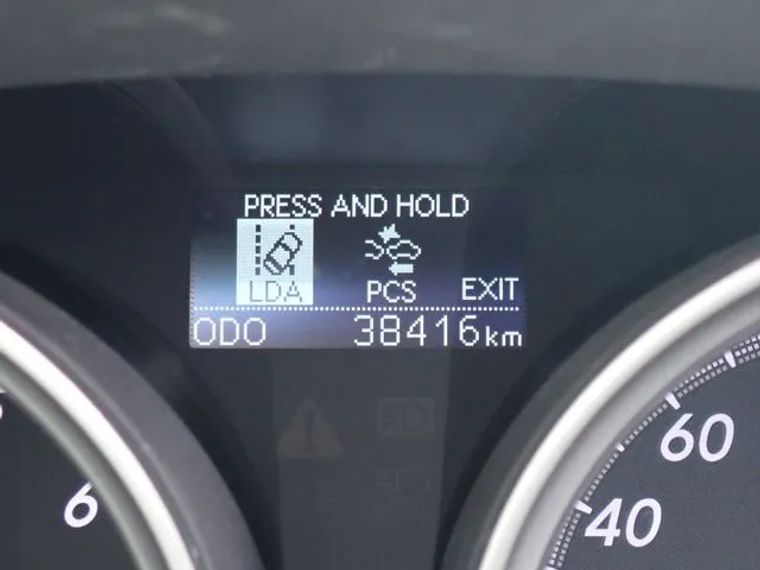 PRESS AND HOLD
LDA PCS EXIT
ODO 38416km
60
6
40